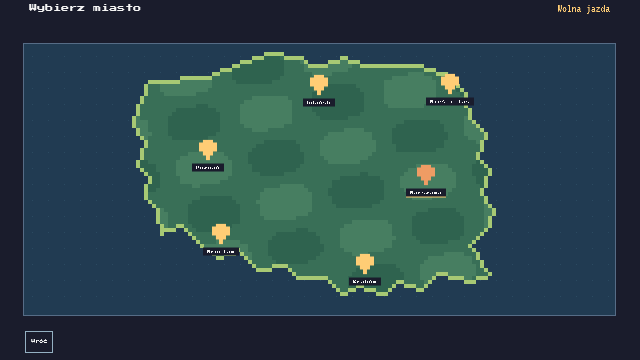 Wybierz miasto
Wolna jazda
Gdańsk
Poznań
Warszawa
Wrocław
Kraków
Wróć